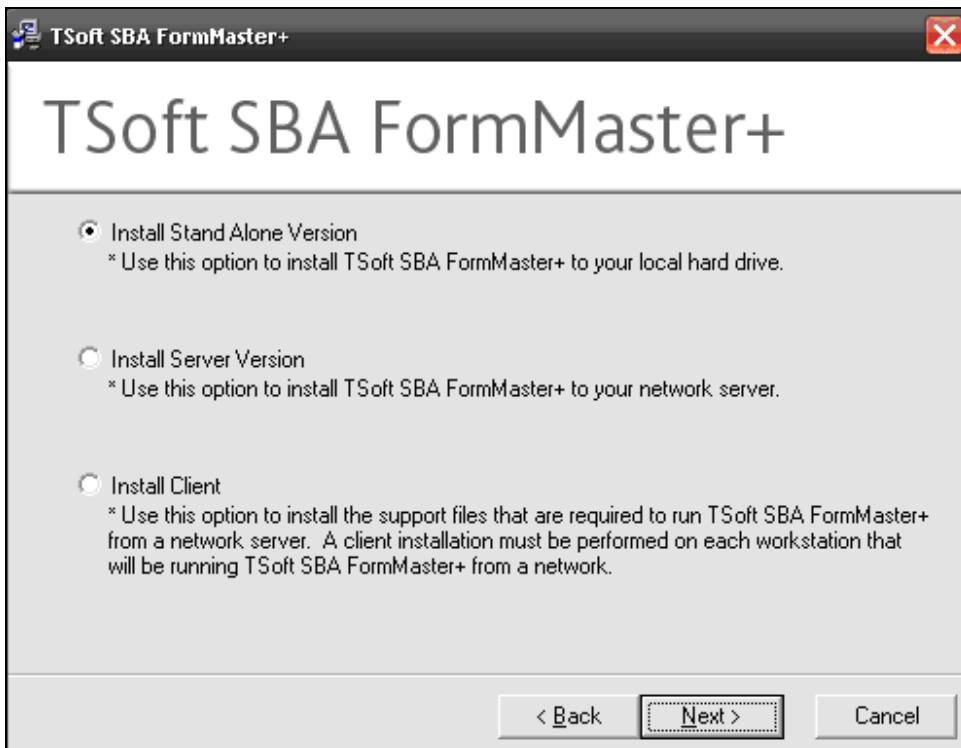 TSoft SBA FormMaster+
TSoft SBA FormMaster+
Install Stand Alone Version
* Use this option to install TSoft SBA FormMaster+ to your local hard drive.
Install Server Version
* Use this option to install TSoft SBA FormMaster+ to your network server.
Install Client
* Use this option to install the support files that are required to run TSoft SBA FormMaster+
from a network server.  A client installation must be performed on each workstation that
will be running TSoft SBA FormMaster+ from a network.
< Back
Next >
Cancel